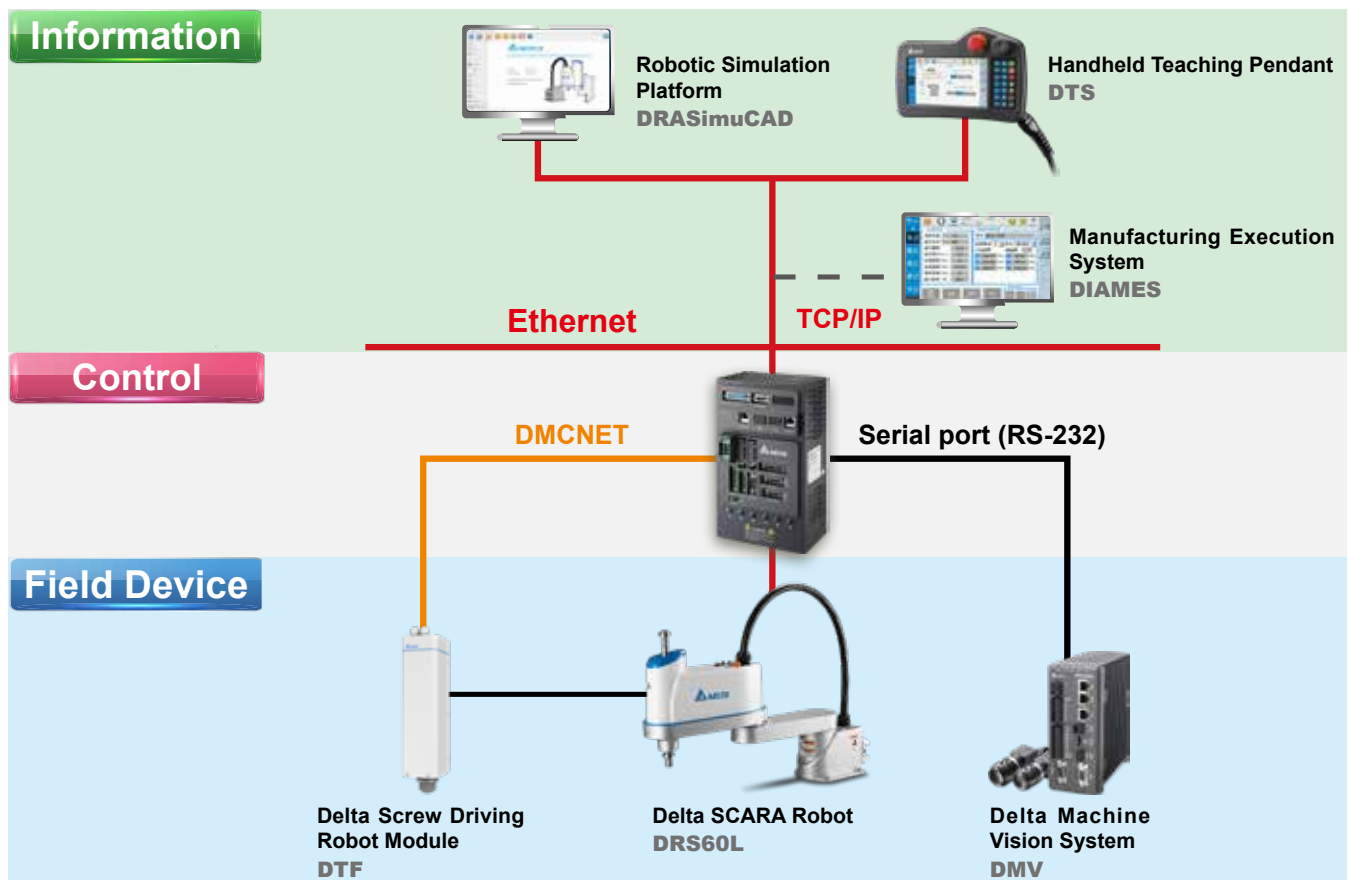 Information
Robotic Simulation
Platform
DRASimuCAD
Handheld Teaching Pendant
DTS
Manufacturing Execution
System
DIAMES
Ethernet
TCP/IP
Control
DMCNET
Serial port (RS-232)
Field Device
Delta Screw Driving
Robot Module
DTF
Delta SCARA Robot
DRS60L
Delta Machine
Vision System
DMV